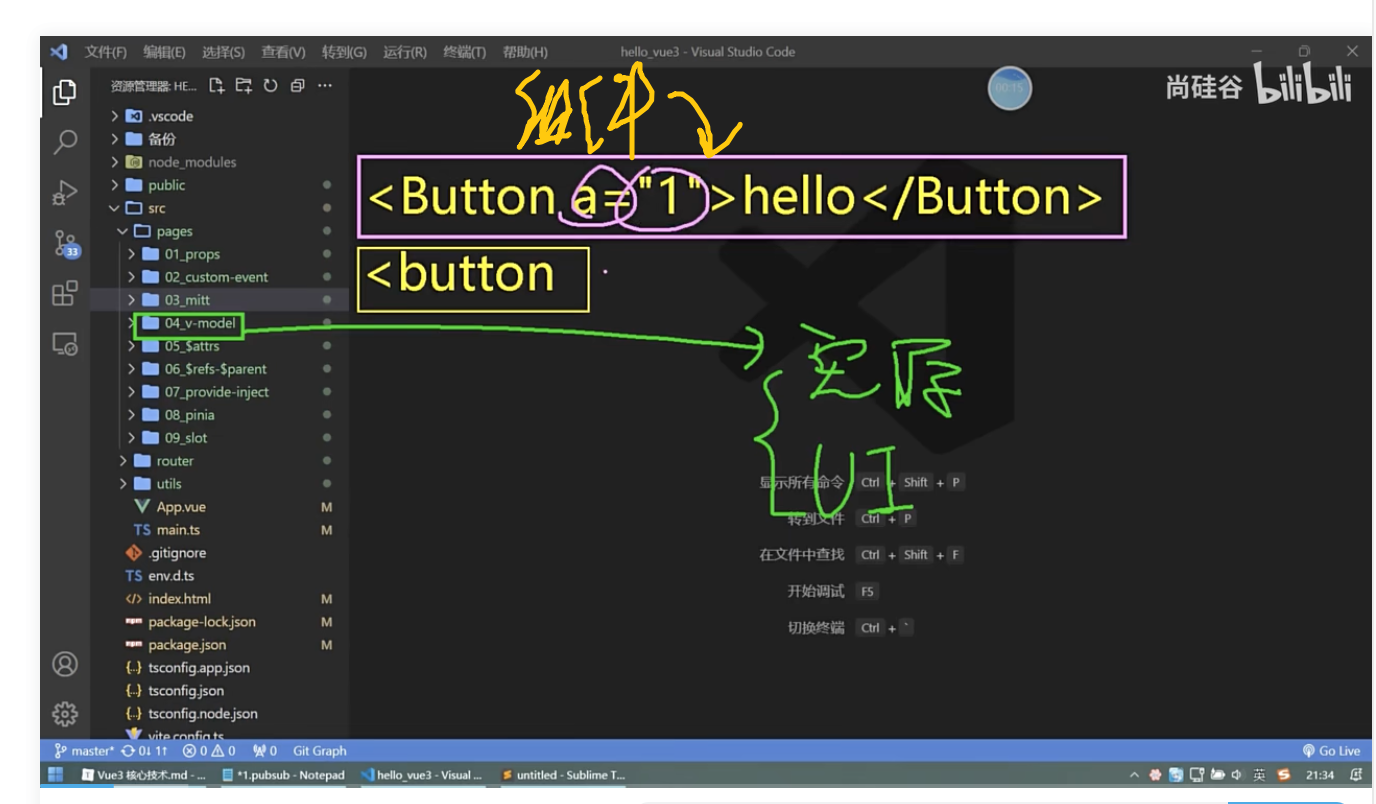 文件(F) 编辑(E) 选择(S) 查看(V) 转到(G) 运行(R) 终端(T) 帮助(H) hello_vue3 - Visual Studio Code
资源管理器: HE...
00:15
尚硅谷 bilibili
组件
.vscode
备份
node_modules
public
src
pages
01_props
02_custom-event
03_mitt
04_v-model
05_$attrs
06_$refs-$parent
07_provide-inject
08_pinia
09_slot
router
utils
App.vue M
TS main.ts M
.gitignore
TS env.d.ts
index.html M
package-lock.json M
package.json M
{..} tsconfig.app.json
{..} tsconfig.json
{..} tsconfig.node.json
vite.config.ts
33
<Button a="1">hello</Button>
<button
UI
显示所有命令 Ctrl + Shift + P
转到文件 Ctrl + P
在文件中查找 Ctrl + Shift + F
开始调试 F5
切换终端 Ctrl + `
master* 0↓ 1↑ 0 0 0 Git Graph Go Live
Vue3 核心技术.md - ... *1.pubsub - Notepad hello_vue3 - Visual ... untitled - Sublime T... 英 21:34